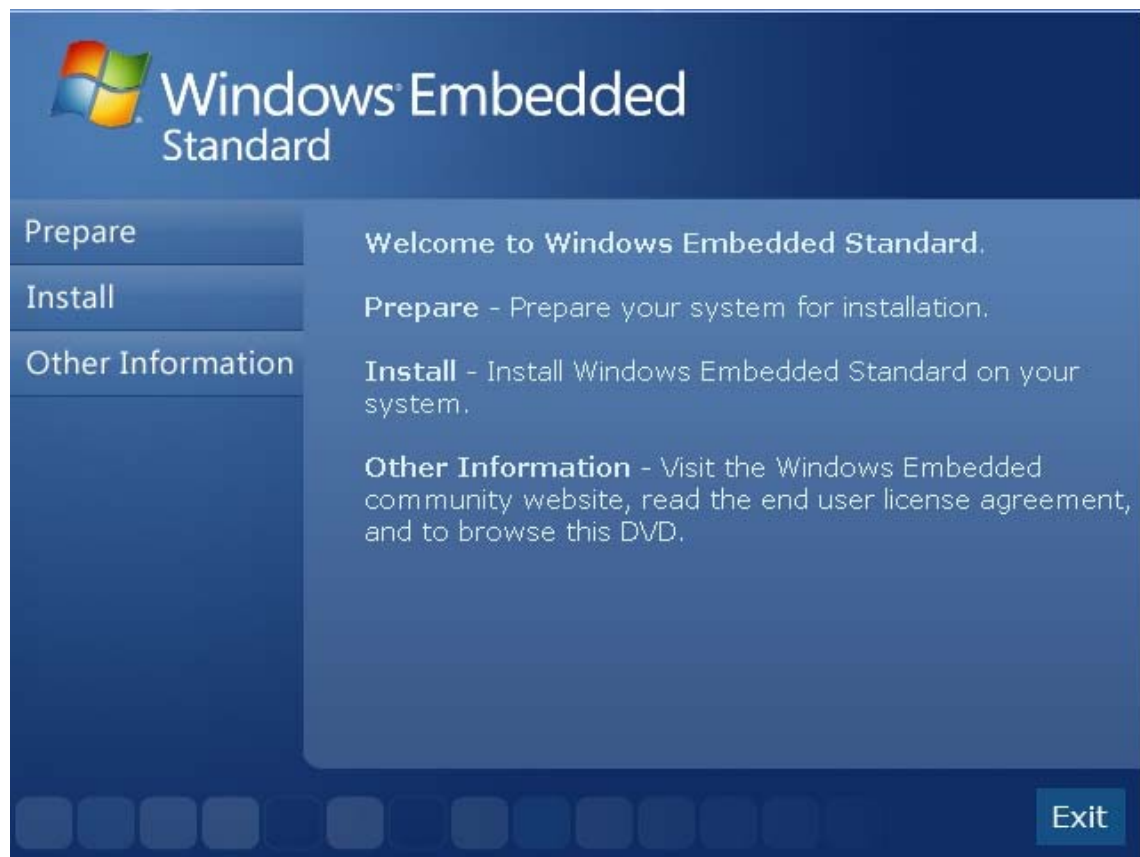 Windows® Embedded
Standard
Prepare
Install
Other Information
Welcome to Windows Embedded Standard.
Prepare - Prepare your system for installation.
Install - Install Windows Embedded Standard on your
system.
Other Information - Visit the Windows Embedded
community website, read the end user license agreement,
and to browse this DVD.
Exit